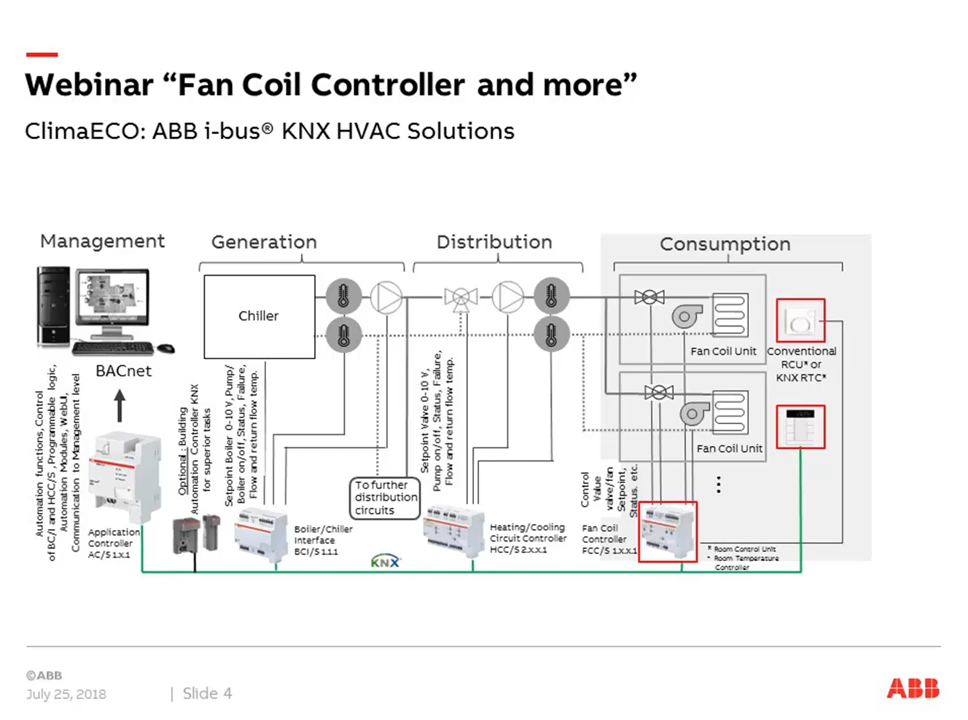 Webinar “Fan Coil Controller and more”
ClimaECO: ABB i-bus® KNX HVAC Solutions
Management
Generation
Distribution
Consumption
Chiller
BACnet
Fan Coil Unit
Conventional
RCU* or
KNX RTC*
Fan Coil Unit
Automation functions, Control
of BC/I and HCC/S, Programmable logic,
Automation Modules, WebUI,
Communication to Management level
Optional : Building
Automation Controller KNX
for superior tasks
Setpoint Boiler 0-10 V, Pump/
Boiler on/off, Status, Failure,
Flow and return flow temp.
To further
distribution
circuits
Setpoint Valve 0-10 V,
Pump on/off, Status, Failure,
Flow and return flow temp.
Control
Value
valve/fan
Setpoint,
Status. etc.
Application
Controller
AC/S 1.x.1
Boiler/Chiller
Interface
BCI/S 1.1.1
KNX
Heating/Cooling
Circuit Controller
HCC/S 2.x.x.1
Fan Coil
Controller
FCC/S 1.x.x.1
* Room Control Unit
* Room Temperature
Controller
©ABB
July 25, 2018
| Slide 4
ABB